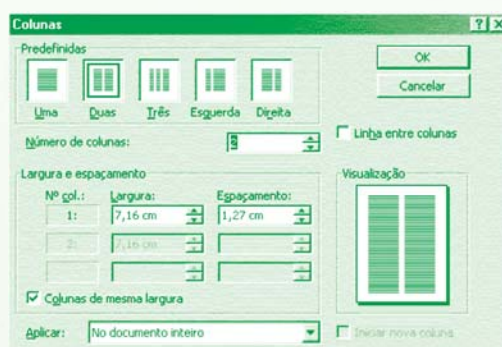 Colunas
Predefinidas
OK
Cancelar
Uma Duas Três Esquerda Direita
Número de colunas: 2
Linha entre colunas
Largura e espaçamento
Visualização
Nº col.: Largura: Espaçamento:
1: 7,16 cm 1,27 cm
2: 7,16 cm
Colunas de mesma largura
Aplicar: No documento inteiro
Iniciar nova coluna